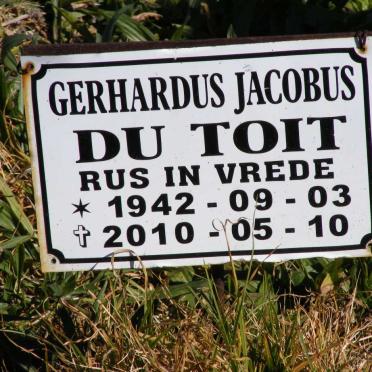 GERHARDUS JACOBUS
DU TOIT
RUS IN VREDE
✶ 1942 - 09 - 03
✝ 2010 - 05 - 10